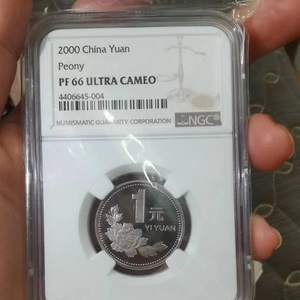 2000 China Yuan
Peony
PF 66 ULTRA CAMEO
4406645-004
NUMISMATIC GUARANTY CORPORATION
NGC
1
元
YI YUAN